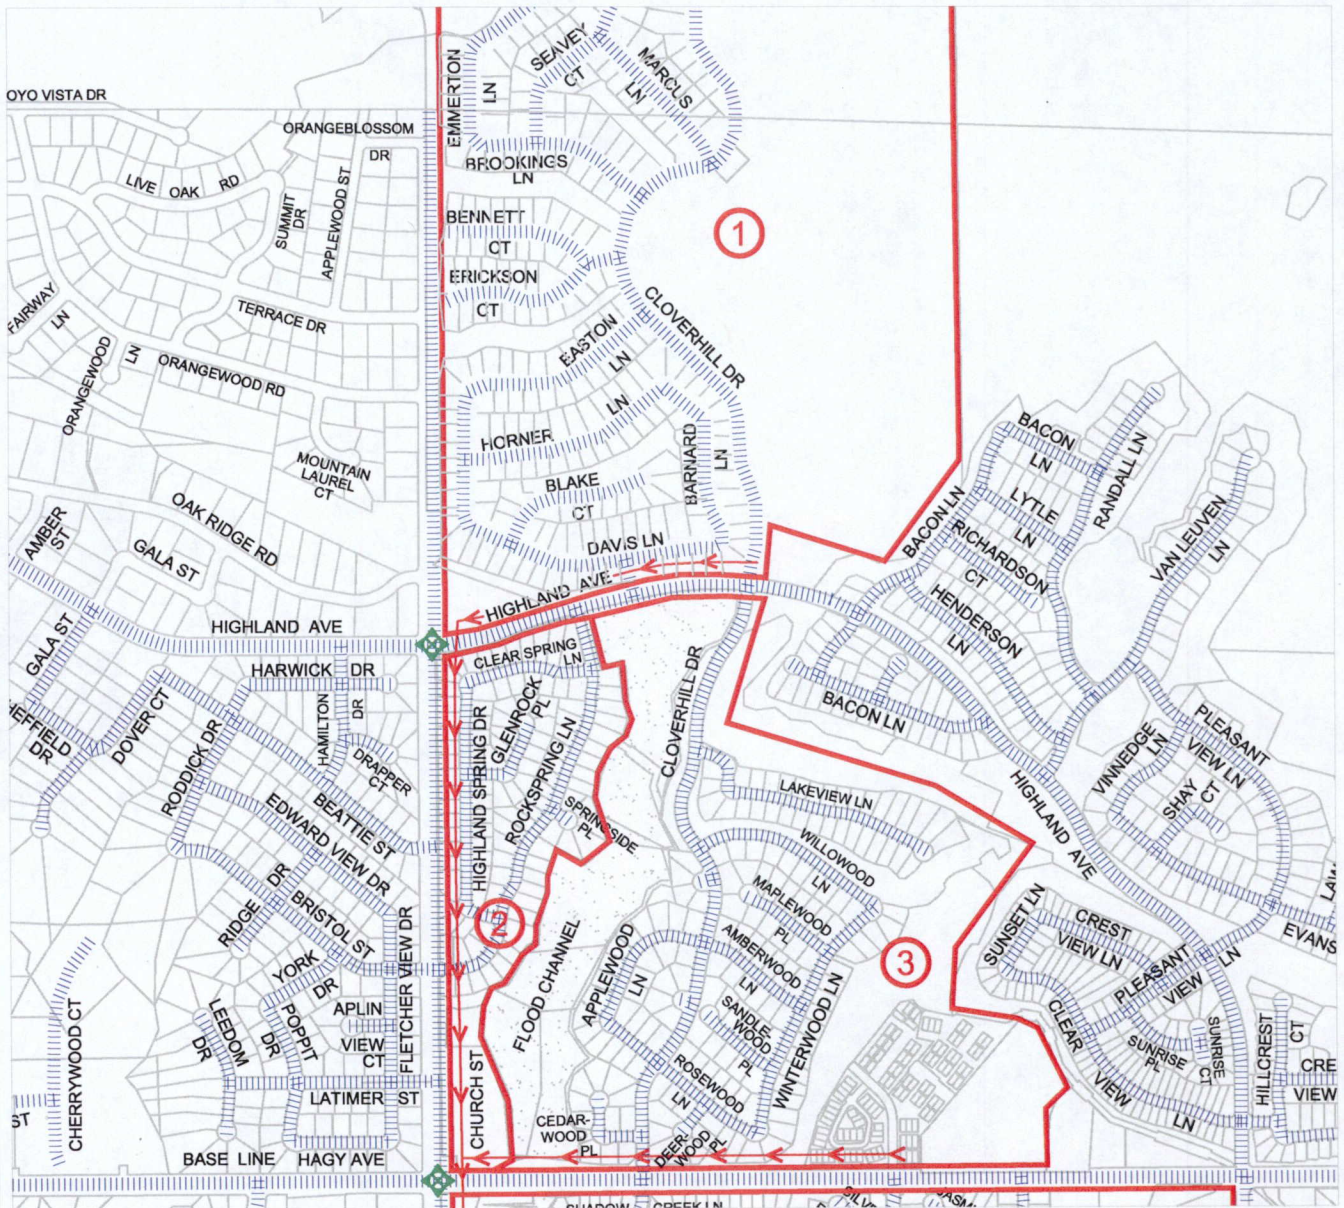 SEAVEY
CT
MARCUS
LN
EMMERTON
LN
OYO VISTA DR
ORANGEBLOSSOM
DR
BROOKINGS
LN
LIVE OAK RD
SUMMIT
DR
APPLEWOOD ST
BENNETT
CT
1
ERICKSON
CT
FAIRWAY
LN
TERRACE DR
CLOVERHILL DR
EASTON
LN
ORANGEWOOD
LN
ORANGEWOOD RD
HORNER
LN
BARNARD
LN
BACON
LN
RANDALL LN
MOUNTAIN
LAUREL
CT
BLAKE
CT
OAK RIDGE RD
AMBER
ST
GALA ST
DAVIS LN
BACON LN
LYTLE
LN
RICHARDSON
CT
VAN LEUVEN
LN
HENDERSON
LN
HIGHLAND AVE
HIGHLAND AVE
GALA ST
HARWICK DR
CLEAR SPRING
LN
CLOVERHILL DR
BACON LN
EFFIELD
DR
DOVER CT
RODDICK DR
HAMILTON
DR
DRAPPER
CT
HIGHLAND SPRING DR
GLENROCK
PL
ROCKSPRING LN
PLEASANT
VIEW LN
VINNEDGE
LN
SHAY
CT
HIGHLAND AVE
LAKEVIEW LN
SPRINGSIDE
PL
BEATTIE ST
EDWARD VIEW DR
WILLOWOOD
LN
MAPLEWOOD
PL
RIDGE DR
BRISTOL ST
2
AMBERWOOD
LN
3
SUNSET LN
CREST
VIEW LN
PLEASANT
VIEW LN
EVANS
YORK
DR
FLETCHER VIEW DR
FLOOD CHANNEL
APPLEWOOD
LN
SANDLE-
WOOD
PL
WINTERWOOD LN
LEEDOM
DR
POPPIT
DR
APLIN
VIEW
CT
CHERRYWOOD CT
ROSEWOOD
LN
CLEAR
VIEW
LN
SUNRISE
PL
SUNRISE
CT
HILLCREST
CT
CRE
VIEW
ST
LATIMER ST
CHURCH ST
CEDAR-
WOOD
PL
DEER-
WOOD PL
BASE LINE
HAGY AVE
SHADOW CREEK LN